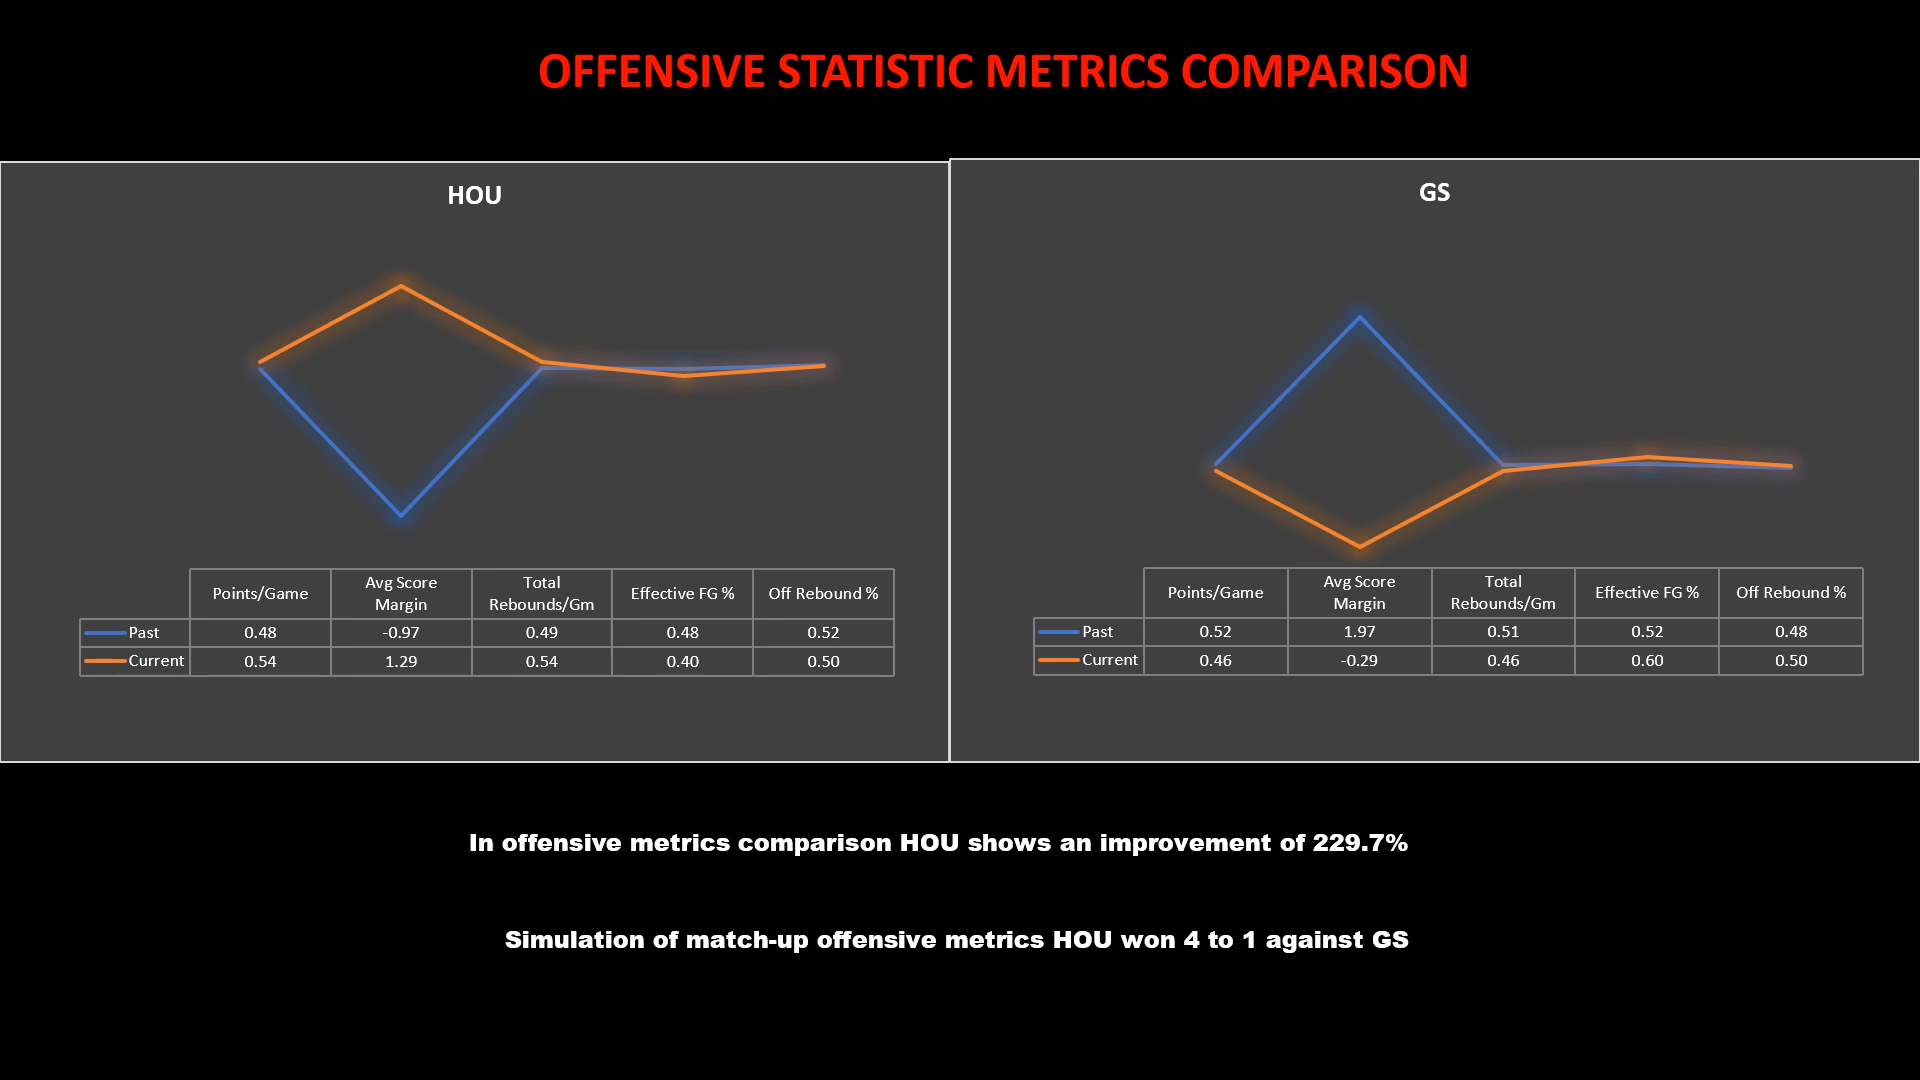 OFFENSIVE STATISTIC METRICS COMPARISON
HOU
Points/Game Avg Score Margin Total Rebounds/Gm Effective FG % Off Rebound %
Past 0.48 -0.97 0.49 0.48 0.52
Current 0.54 1.29 0.54 0.40 0.50
GS
Points/Game Avg Score Margin Total Rebounds/Gm Effective FG % Off Rebound %
Past 0.52 1.97 0.51 0.52 0.48
Current 0.46 -0.29 0.46 0.60 0.50
In offensive metrics comparison HOU shows an improvement of 229.7%
Simulation of match-up offensive metrics HOU won 4 to 1 against GS